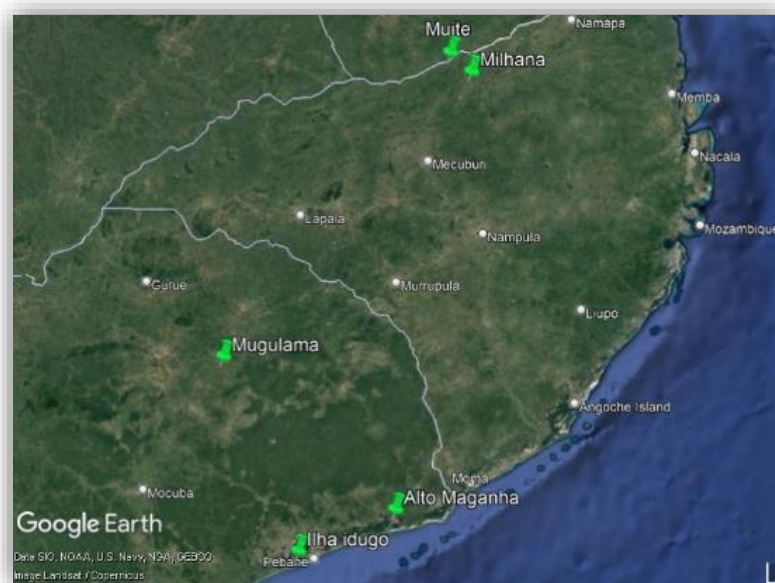 Namapa
Muite
Milhana
Memba
Nacala
Mecuburi
Lapala
Nampula
Mozambique
Gurue
Murrupula
Liupo
Mugulama
Angoche Island
Moma
Mocuba
Alto Maganha
Google Earth
Ilha idugo
Data SIO, NOAA, U.S. Navy, NGA, GEBCO
Pebane
Image Landsat / Copernicus